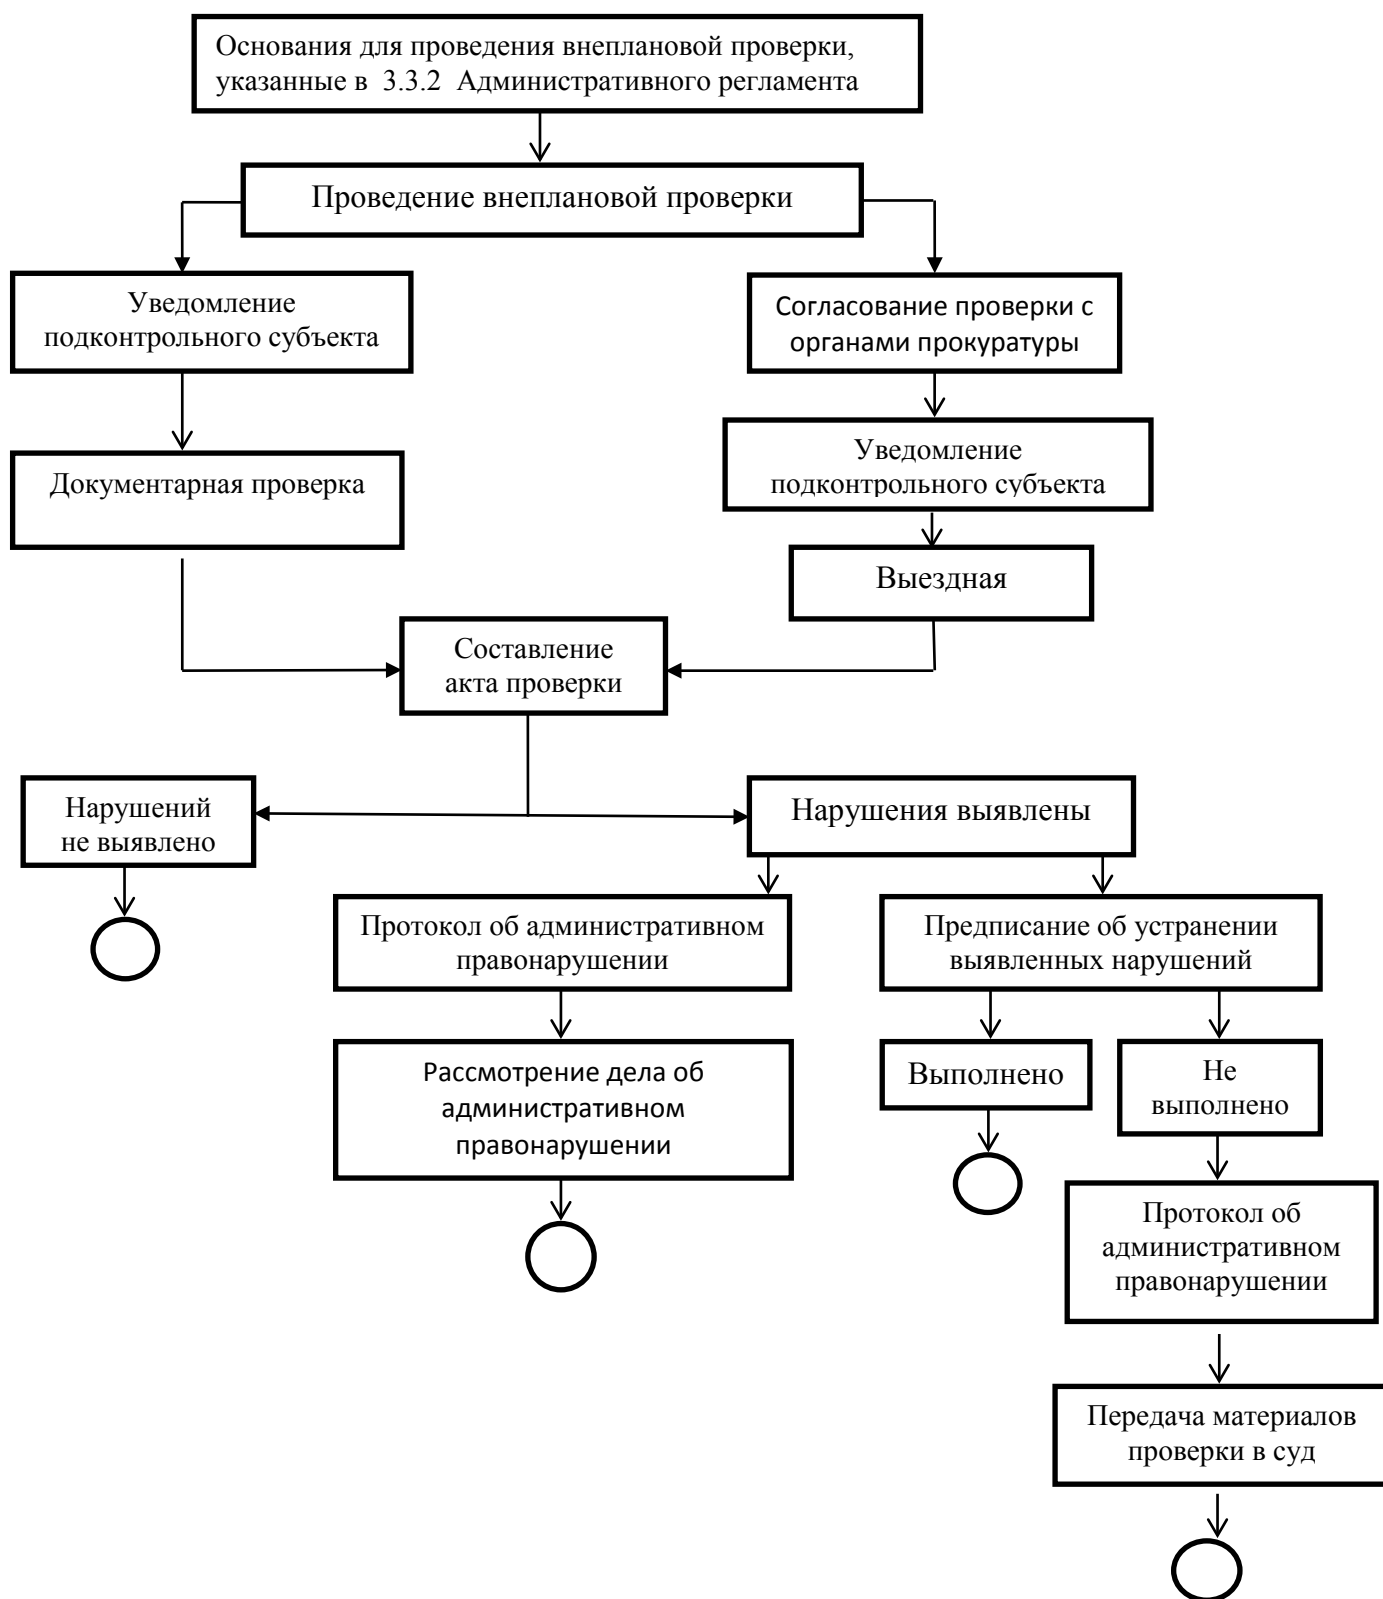 Основания для проведения внеплановой проверки,
указанные в 3.3.2 Административного регламента
Проведение внеплановой проверки
Уведомление
подконтрольного субъекта
Согласование проверки с
органами прокуратуры
Документарная проверка
Уведомление
подконтрольного субъекта
Выездная
Составление
акта проверки
Нарушений
не выявлено
Нарушения выявлены
Протокол об административном
правонарушении
Предписание об устранении
выявленных нарушений
Рассмотрение дела об
административном
правонарушении
Выполнено
Не
выполнено
Протокол об
административном
правонарушении
Передача материалов
проверки в суд